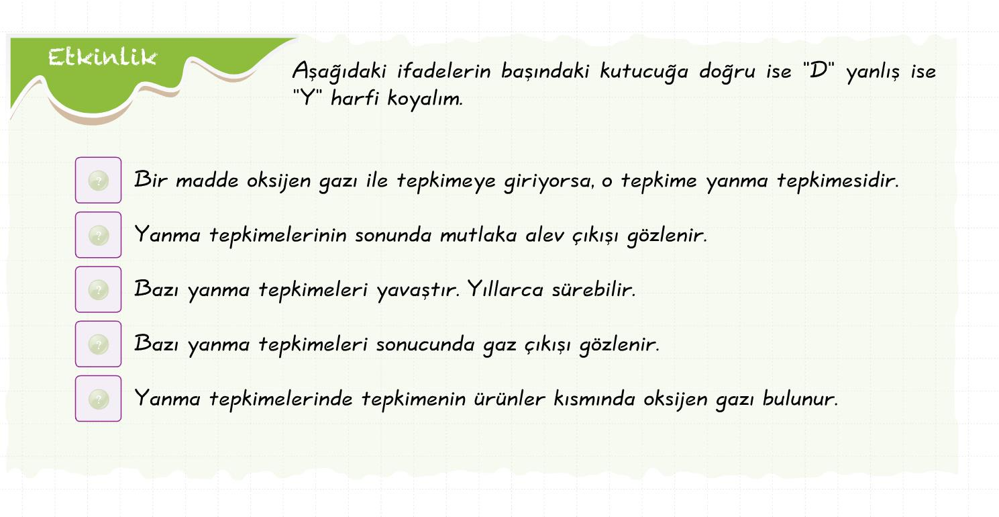 Etkinlik
Aşağıdaki ifadelerin başındaki kutucuğa doğru ise "D" yanlış ise
"Y" harfi koyalım.
? Bir madde oksijen gazı ile tepkimeye giriyorsa, o tepkime yanma tepkimesidir.
? Yanma tepkimelerinin sonunda mutlaka alev çıkışı gözlenir.
? Bazı yanma tepkimeleri yavaştır. Yıllarca sürebilir.
? Bazı yanma tepkimeleri sonucunda gaz çıkışı gözlenir.
? Yanma tepkimelerinde tepkimenin ürünler kısmında oksijen gazı bulunur.